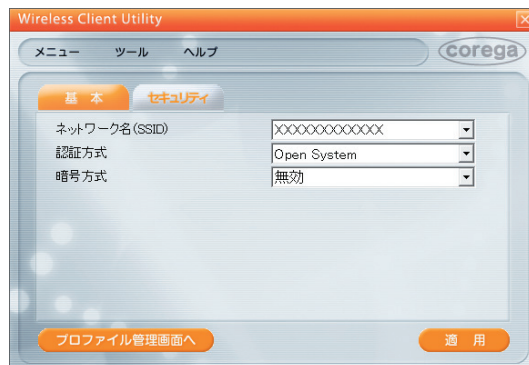 Wireless Client Utility
メニュー ツール ヘルプ corega
基本 セキュリティ
ネットワーク名(SSID) XXXXXXXXXXXX
認証方式 Open System
暗号方式 無効
プロファイル管理画面へ 適用